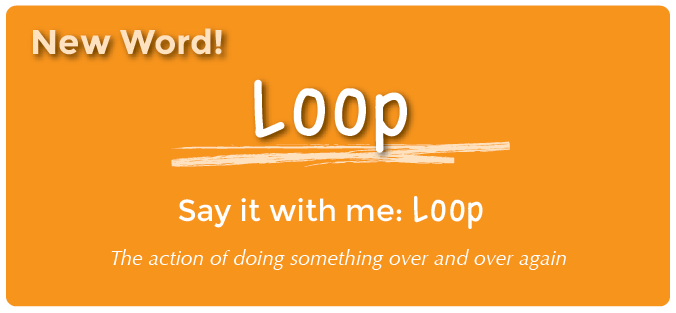 New Word!
Loop
Say it with me: Loop
The action of doing something over and over again